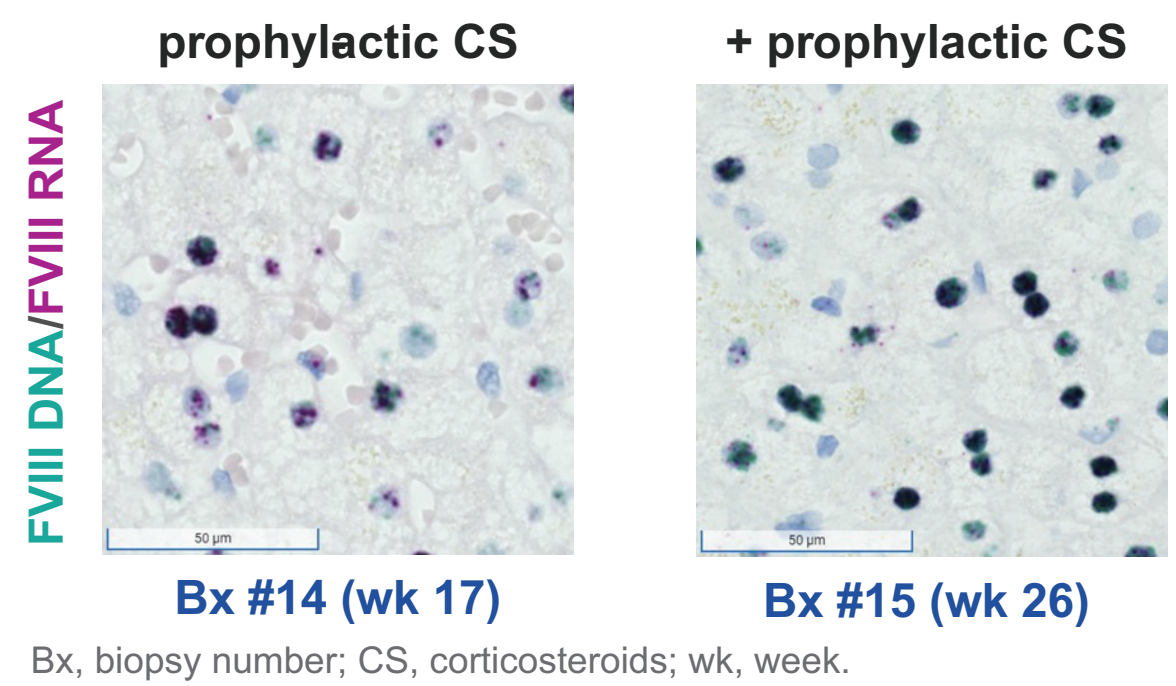 prophylactic CS
+ prophylactic CS
FVIII DNA/FVIII RNA
50 µm
50 µm
Bx #14 (wk 17)
Bx #15 (wk 26)
Bx, biopsy number; CS, corticosteroids; wk, week.